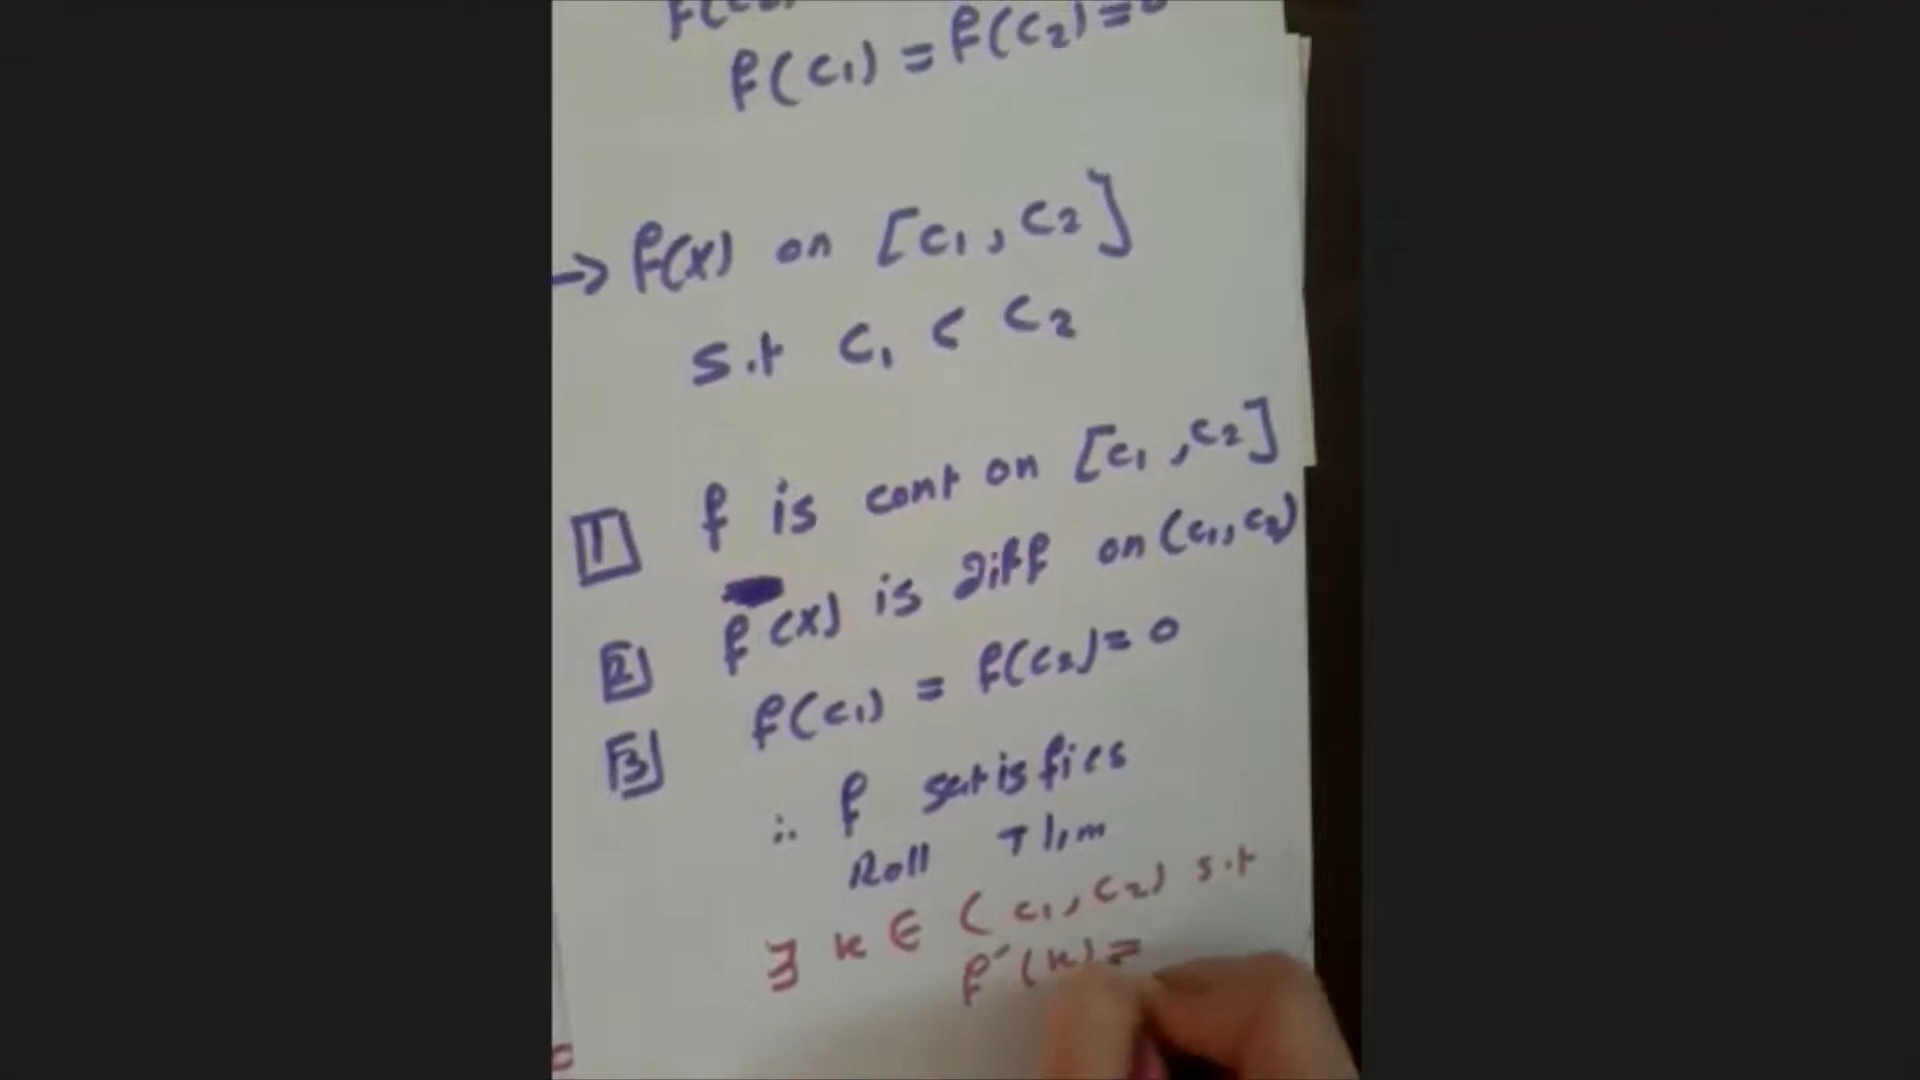 f(c₁) = f(c₂) = 0
→ f(x) on [c₁, c₂]
s.t c₁ < c₂
1 f is cont on [c₁, c₂]
2 f(x) is diff on (c₁, c₂)
3 f(c₁) = f(c₂) = 0
∴ f satisfies
Roll Thm
∃ k ∈ (c₁, c₂) s.t
f′(k) =